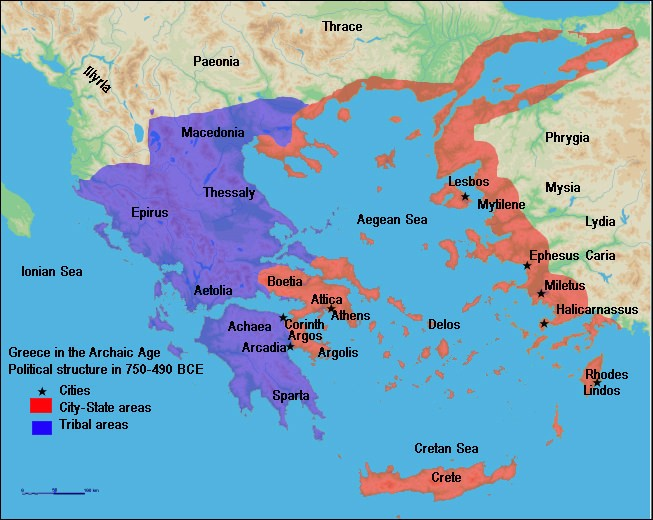 Thrace
Paeonia
Illyria
Macedonia
Phrygia
Thessaly
Lesbos
Mysia
Mytilene
Epirus
Aegean Sea
Lydia
Ephesus Caria
Ionian Sea
Boetia
Miletus
Aetolia
Attica
Athens
Halicarnassus
Achaea
Corinth
Delos
Argos
Arcadia
Argolis
Greece in the Archaic Age
Political structure in 750-490 BCE
Rhodes
Cities
Lindos
Sparta
City-State areas
Tribal areas
Cretan Sea
Crete